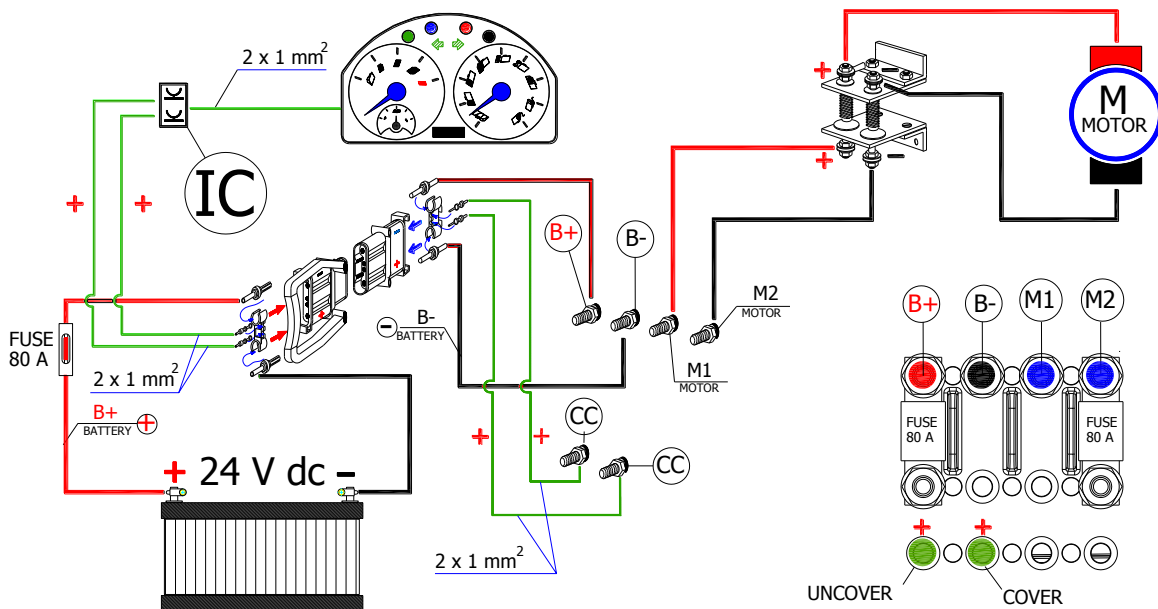 2 x 1 mm²
IC
+
+
FUSE
80 A
2 x 1 mm²
B+
BATTERY
+
+ 24 V dc -
B-
BATTERY
-
B+
B-
M2
MOTOR
M1
MOTOR
CC
CC
+
+
2 x 1 mm²
+
-
+
-
M
MOTOR
B+
B-
M1
M2
FUSE
80 A
FUSE
80 A
+
+
UNCOVER
COVER